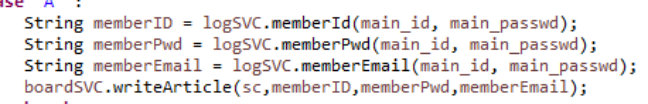 ase "A" :
String memberID = logSVC.memberId(main_id, main_passwd);
String memberPwd = logSVC.memberPwd(main_id, main_passwd);
String memberEmail = logSVC.memberEmail(main_id, main_passwd);
boardSVC.writeArticle(sc,memberID,memberPwd,memberEmail);